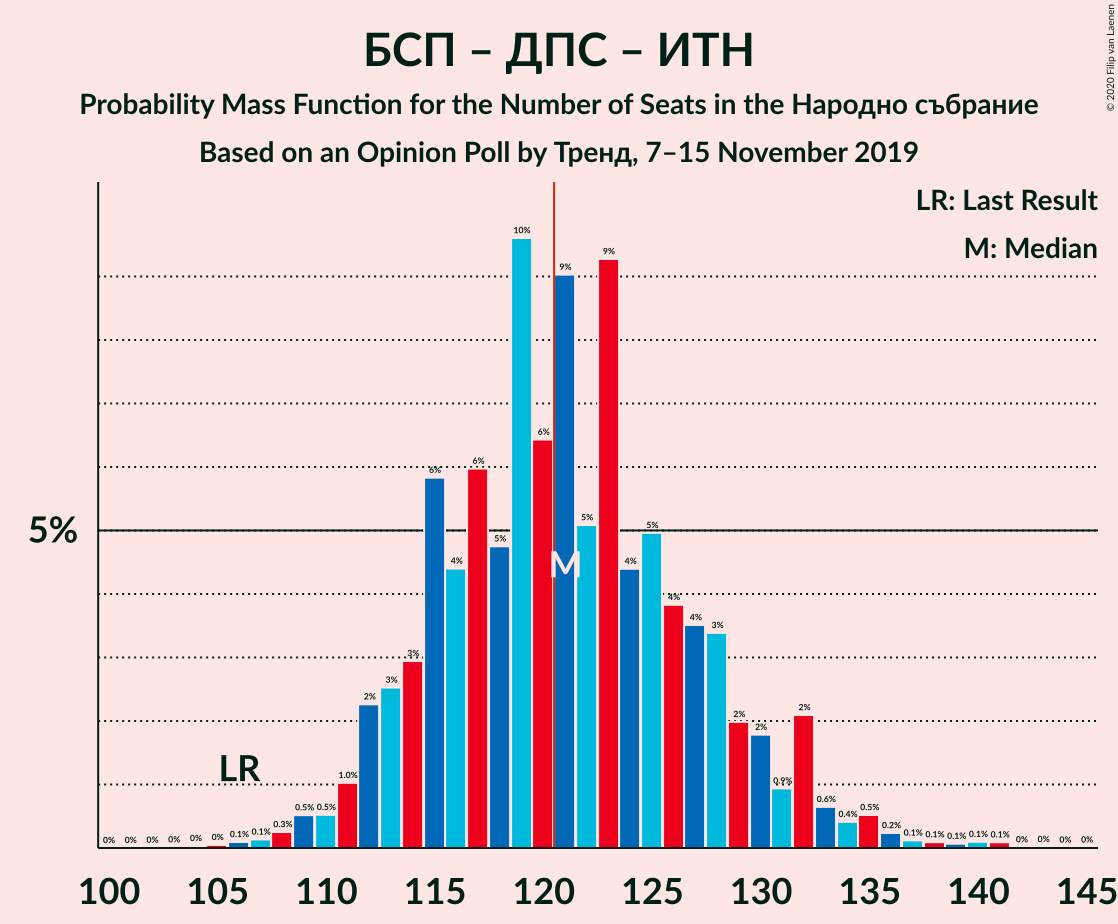 БСП – ДПС – ИТН
Probability Mass Function for the Number of Seats in the Народно събрание
Based on an Opinion Poll by Тренд, 7–15 November 2019
© 2020 Filip van Laenen
LR: Last Result
M: Median
5%
LR
M
0% 0% 0% 0% 0% 0% 0.1% 0.1% 0.3% 0.5% 0.5% 1.0% 2% 3% 3% 6% 4% 6% 5% 10% 6% 9% 5% 9% 4% 5% 4% 4% 3% 2% 2% 0.9% 2% 0.6% 0.4% 0.5% 0.2% 0.1% 0.1% 0.1% 0.1% 0.1% 0% 0% 0% 0%
100 105 110 115 120 125 130 135 140 145